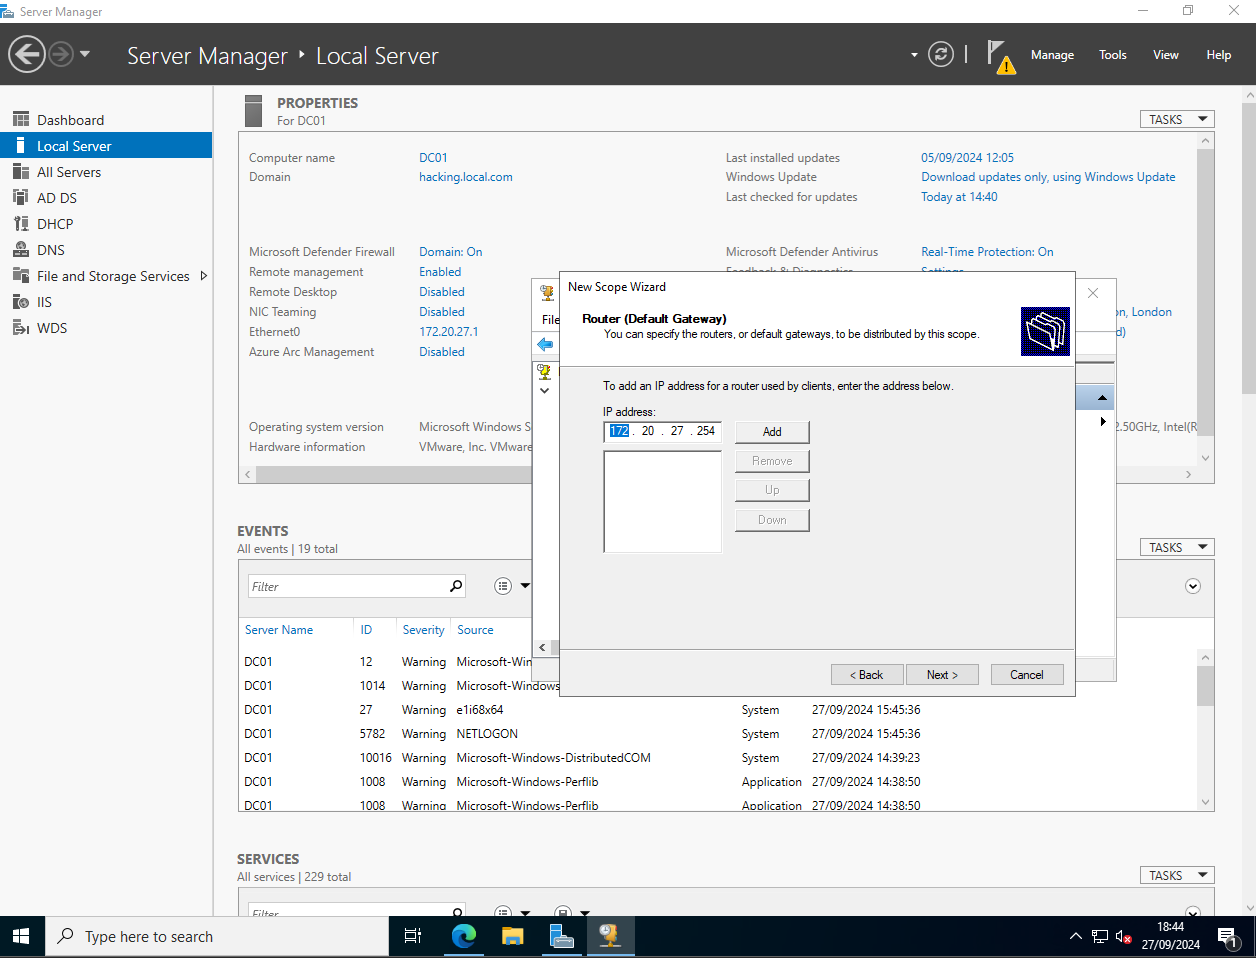 Server Manager
Server Manager ‣ Local Server
Manage Tools View Help
Dashboard
Local Server
All Servers
AD DS
DHCP
DNS
File and Storage Services
IIS
WDS
PROPERTIES
For DC01
TASKS
Computer name DC01
Domain hacking.local.com
Last installed updates 05/09/2024 12:05
Windows Update Download updates only, using Windows Update
Last checked for updates Today at 14:40
Microsoft Defender Firewall Domain: On
Remote management Enabled
Remote Desktop Disabled
NIC Teaming Disabled
Ethernet0 172.20.27.1
Azure Arc Management Disabled
Microsoft Defender Antivirus Real-Time Protection: On
Feedback & Diagnostics Settings
on, London
d)
Operating system version Microsoft Windows S
Hardware information VMware, Inc. VMware
2.50GHz, Intel(R
File
New Scope Wizard
Router (Default Gateway)
You can specify the routers, or default gateways, to be distributed by this scope.
To add an IP address for a router used by clients, enter the address below.
IP address:
172 . 20 . 27 . 254
Add
Remove
Up
Down
< Back Next > Cancel
EVENTS
All events | 19 total
TASKS
Filter
Server Name ID Severity Source
DC01 12 Warning Microsoft-Win
DC01 1014 Warning Microsoft-Windows
DC01 27 Warning e1i68x64 System 27/09/2024 15:45:36
DC01 5782 Warning NETLOGON System 27/09/2024 15:45:36
DC01 10016 Warning Microsoft-Windows-DistributedCOM System 27/09/2024 14:39:23
DC01 1008 Warning Microsoft-Windows-Perflib Application 27/09/2024 14:38:50
DC01 1008 Warning Microsoft-Windows-Perflib Application 27/09/2024 14:38:50
SERVICES
All services | 229 total
TASKS
Filter
Type here to search
18:44
27/09/2024
1